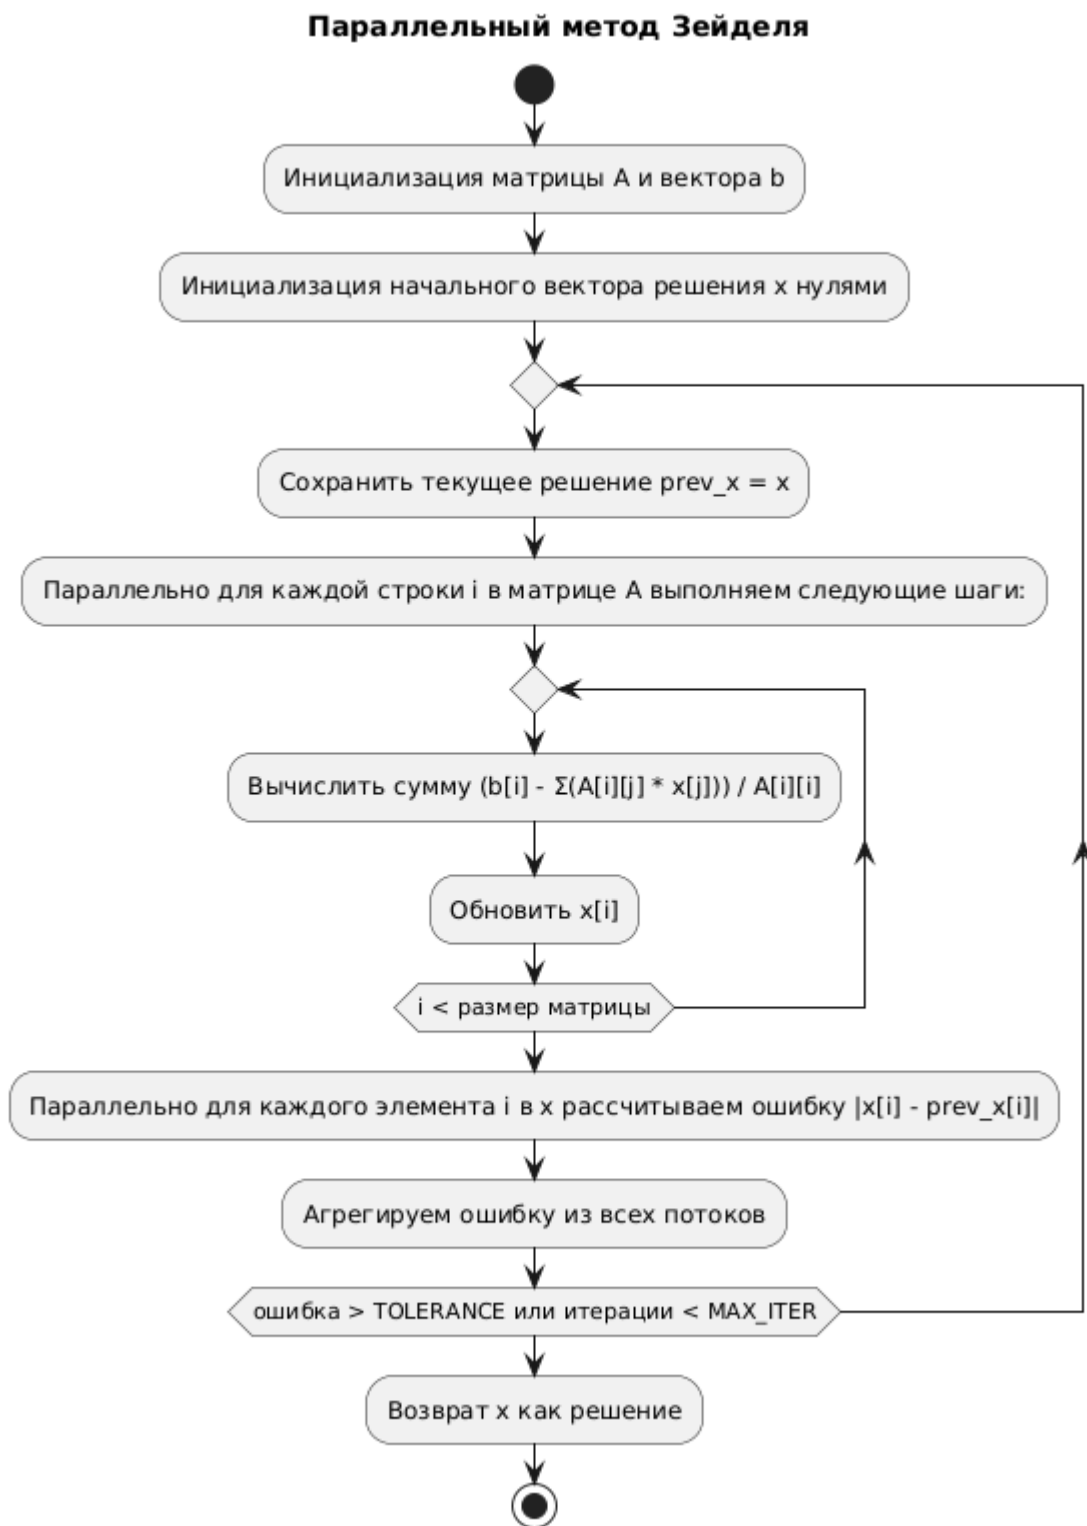 Параллельный метод Зейделя
Инициализация матрицы A и вектора b
Инициализация начального вектора решения x нулями
Сохранить текущее решение prev_x = x
Параллельно для каждой строки i в матрице A выполняем следующие шаги:
Вычислить сумму (b[i] - Σ(A[i][j] * x[j])) / A[i][i]
Обновить x[i]
i < размер матрицы
Параллельно для каждого элемента i в x рассчитываем ошибку |x[i] - prev_x[i]|
Агрегируем ошибку из всех потоков
ошибка > TOLERANCE или итерации < MAX_ITER
Возврат x как решение